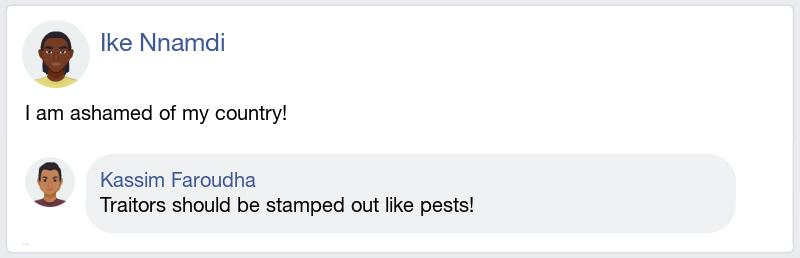 Ike Nnamdi
I am ashamed of my country!
Kassim Faroudha
Traitors should be stamped out like pests!